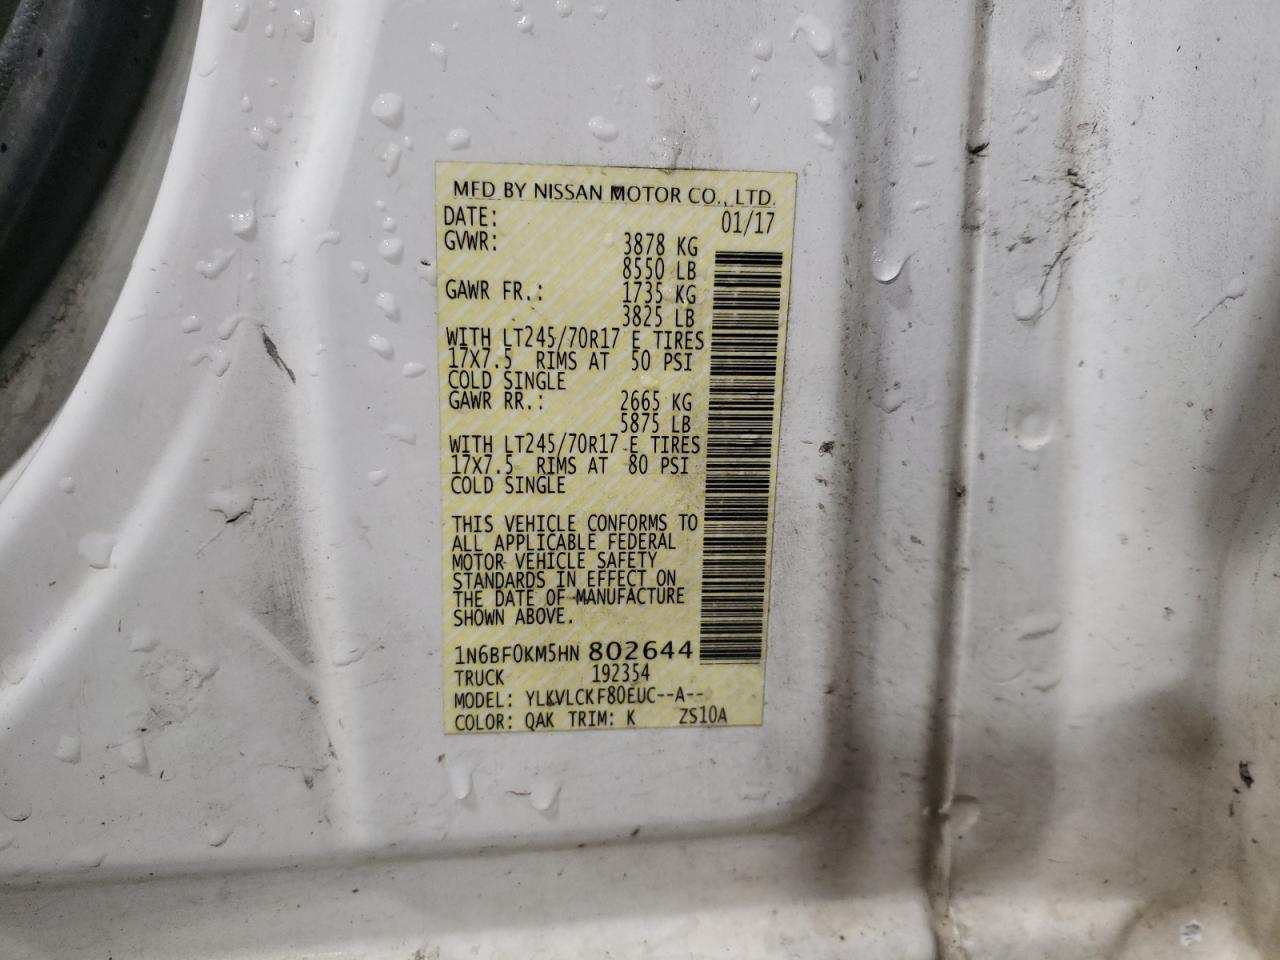 MFD BY NISSAN MOTOR CO., LTD.
DATE: 01/17
GVWR: 3878 KG
8550 LB
GAWR FR.: 1735 KG
3825 LB
WITH LT245/70R17 E TIRES
17X7.5 RIMS AT 50 PSI
COLD SINGLE
GAWR RR.: 2665 KG
5875 LB
WITH LT245/70R17 E TIRES
17X7.5 RIMS AT 80 PSI
COLD SINGLE
THIS VEHICLE CONFORMS TO
ALL APPLICABLE FEDERAL
MOTOR VEHICLE SAFETY
STANDARDS IN EFFECT ON
THE DATE OF MANUFACTURE
SHOWN ABOVE.
1N6BF0KM5HN 802644
TRUCK 192354
MODEL: YLKVLCKF80EUC--A--
COLOR: QAK TRIM: K ZS10A